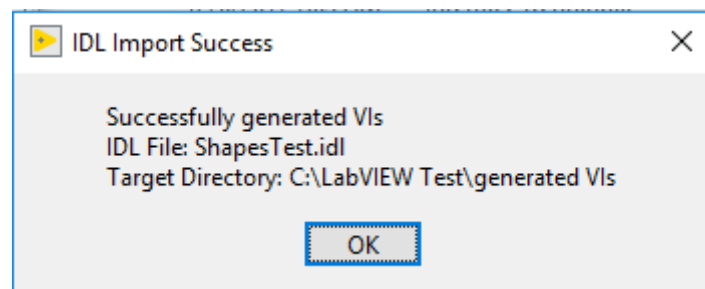 IDL Import Success
Successfully generated VIs
IDL File: ShapesTest.idl
Target Directory: C:\LabVIEW Test\generated VIs
OK